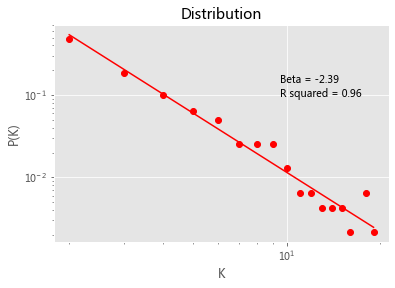 Distribution
Beta = -2.39
R squared = 0.96
P(K)
10⁻¹
10⁻²
10¹
K